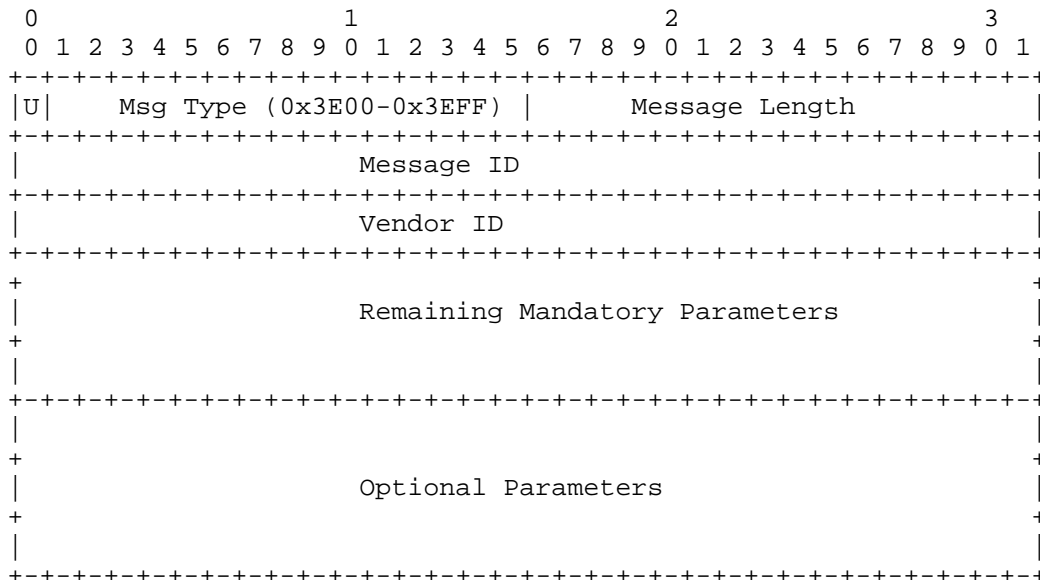 0                   1                   2                   3
 0 1 2 3 4 5 6 7 8 9 0 1 2 3 4 5 6 7 8 9 0 1 2 3 4 5 6 7 8 9 0 1
+-+-+-+-+-+-+-+-+-+-+-+-+-+-+-+-+-+-+-+-+-+-+-+-+-+-+-+-+-+-+-+-+
|U|    Msg Type (0x3E00-0x3EFF) |      Message Length           |
+-+-+-+-+-+-+-+-+-+-+-+-+-+-+-+-+-+-+-+-+-+-+-+-+-+-+-+-+-+-+-+-+
|                     Message ID                                |
+-+-+-+-+-+-+-+-+-+-+-+-+-+-+-+-+-+-+-+-+-+-+-+-+-+-+-+-+-+-+-+-+
|                     Vendor ID                                 |
+-+-+-+-+-+-+-+-+-+-+-+-+-+-+-+-+-+-+-+-+-+-+-+-+-+-+-+-+-+-+-+-+
+                                                               +
|                     Remaining Mandatory Parameters            |
+                                                               +
|                                                               |
+-+-+-+-+-+-+-+-+-+-+-+-+-+-+-+-+-+-+-+-+-+-+-+-+-+-+-+-+-+-+-+-+
|                                                               |
+                                                               +
|                     Optional Parameters                       |
+                                                               +
|                                                               |
+-+-+-+-+-+-+-+-+-+-+-+-+-+-+-+-+-+-+-+-+-+-+-+-+-+-+-+-+-+-+-+-+